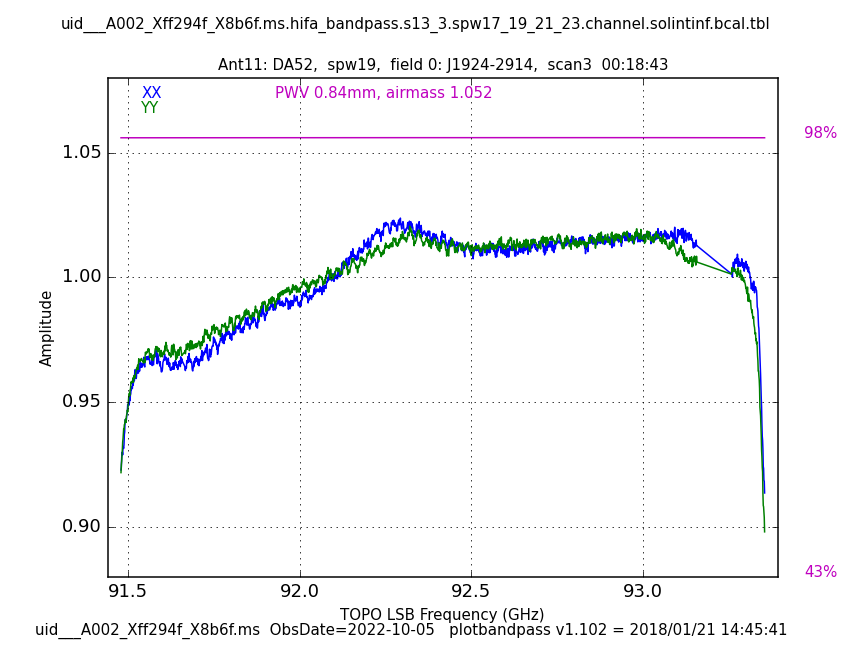 uid___A002_Xff294f_X8b6f.ms.hifa_bandpass.s13_3.spw17_19_21_23.channel.solintinf.bcal.tbl
Ant11: DA52,  spw19,  field 0: J1924-2914,  scan3  00:18:43
XX
PWV 0.84mm, airmass 1.052
YY
98%
1.05
1.00
Amplitude
0.95
0.90
43%
91.5 92.0 92.5 93.0
TOPO LSB Frequency (GHz)
uid___A002_Xff294f_X8b6f.ms  ObsDate=2022-10-05   plotbandpass v1.102 = 2018/01/21 14:45:41